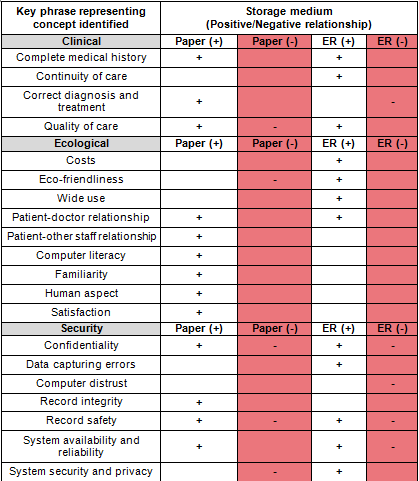 Key phrase representing concept identified	Storage medium (Positive/Negative relationship)
Clinical	Paper (+)	Paper (-)	ER (+)	ER (-)
Complete medical history	+		+	
Continuity of care			+	
Correct diagnosis and treatment	+			-
Quality of care	+	-	+	
Ecological	Paper (+)	Paper (-)	ER (+)	ER (-)
Costs			+	
Eco-friendliness		-	+	
Wide use			+	
Patient-doctor relationship	+		+	
Patient-other staff relationship	+			
Computer literacy	+			
Familiarity	+			
Human aspect	+			
Satisfaction	+			
Security	Paper (+)	Paper (-)	ER (+)	ER (-)
Confidentiality	+	-	+	-
Data capturing errors			+	
Computer distrust				-
Record integrity	+			
Record safety	+	-	+	-
System availability and reliability	+		+	-
System security and privacy		-	+